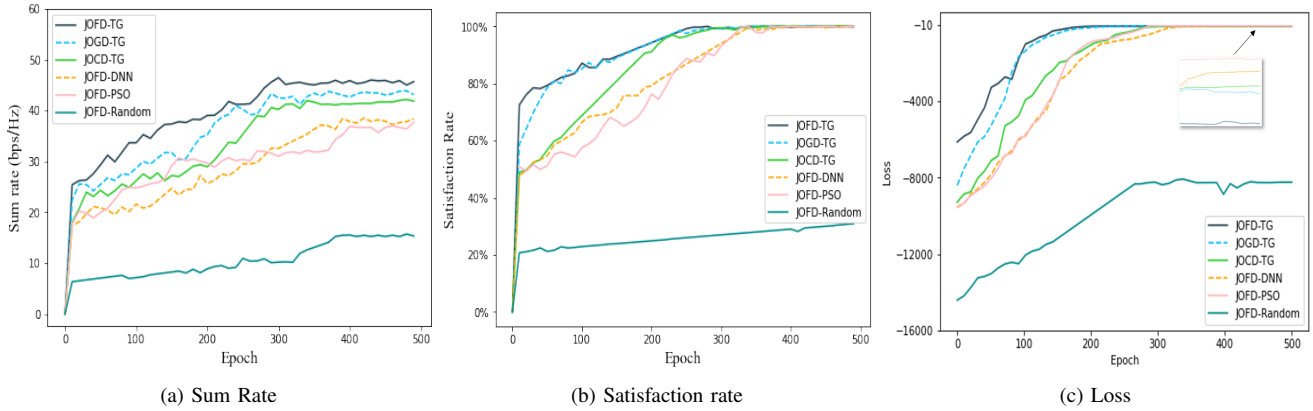 60
50
40
30
20
10
0
Sum rate (bps/Hz)
JOFD-TG
JOGD-TG
JOCD-TG
JOFD-DNN
JOFD-PSO
JOFD-Random
0 100 200 300 400 500
Epoch
(a) Sum Rate
100%
80%
60%
40%
20%
0%
Satisfaction Rate
JOFD-TG
JOGD-TG
JOCD-TG
JOFD-DNN
JOFD-PSO
JOFD-Random
0 100 200 300 400 500
Epoch
(b) Satisfaction rate
−10
−4000
−8000
−12000
−16000
Loss
JOFD-TG
JOGD-TG
JOCD-TG
JOFD-DNN
JOFD-PSO
JOFD-Random
0 100 200 300 400 500
Epoch
(c) Loss